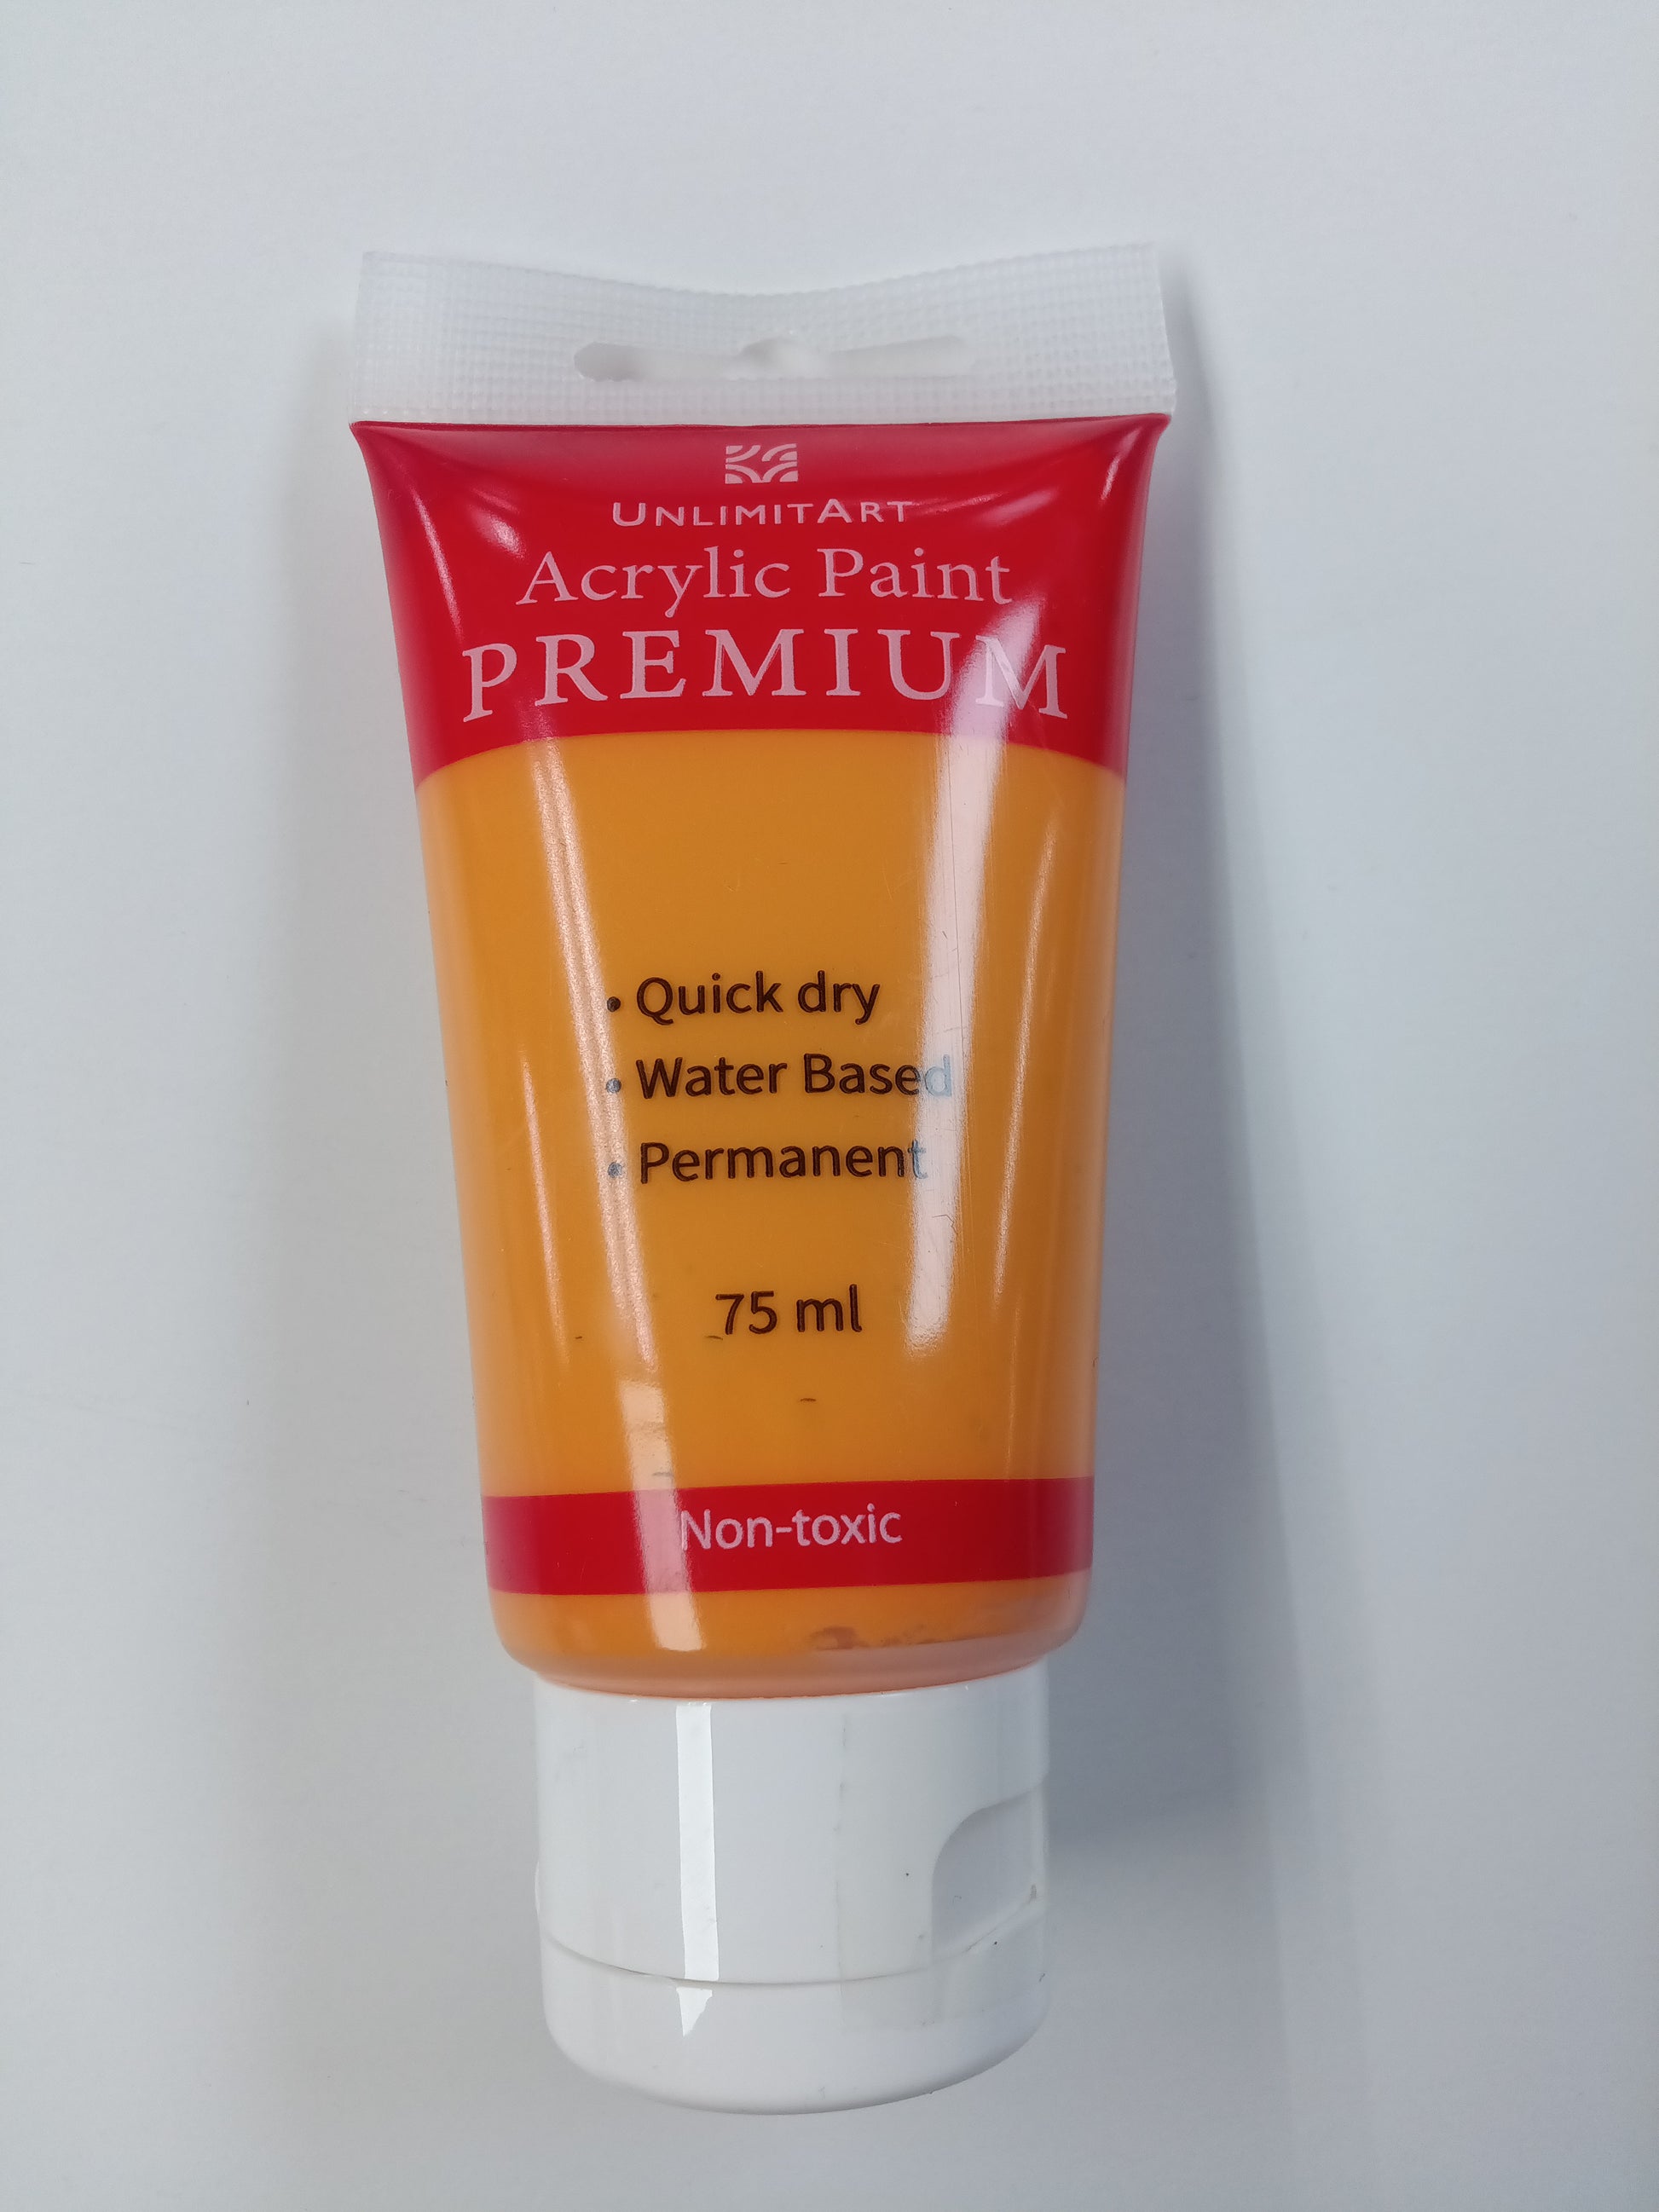 UNLIMITART
Acrylic Paint
PREMIUM
• Quick dry
• Water Based
• Permanent
75 ml
Non-toxic